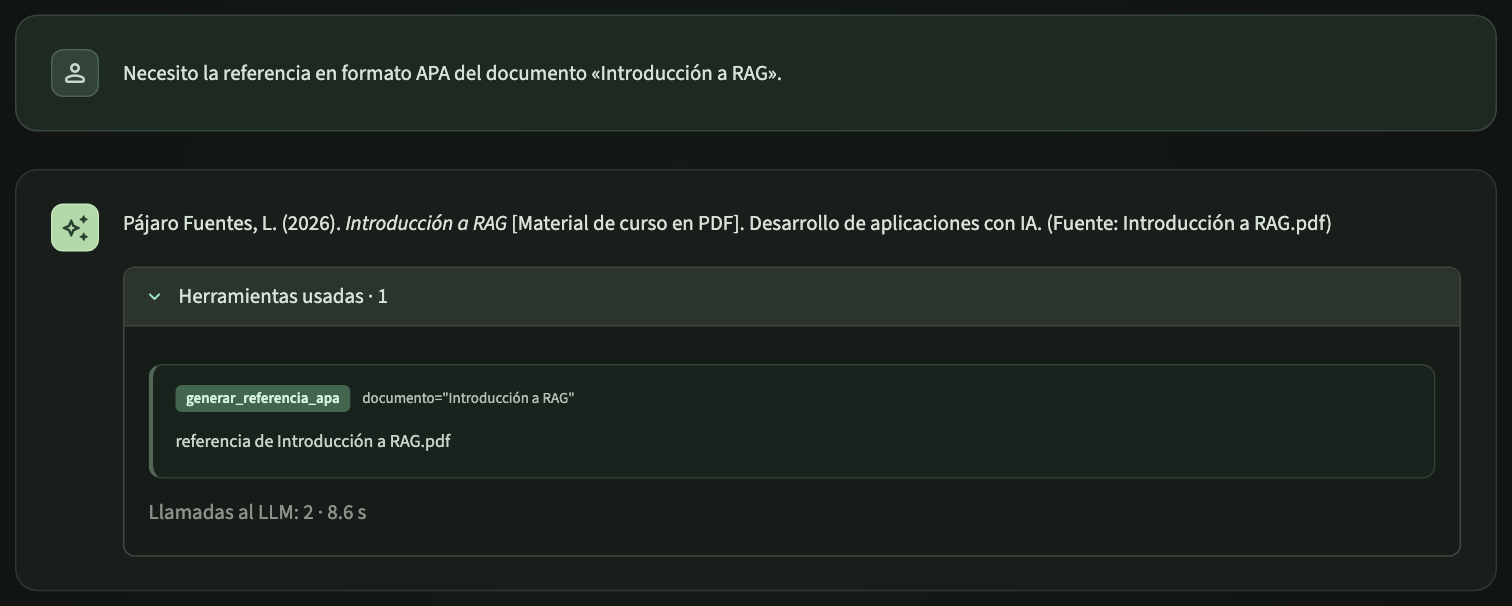 Necesito la referencia en formato APA del documento «Introducción a RAG».
Pájaro Fuentes, L. (2026). Introducción a RAG [Material de curso en PDF]. Desarrollo de aplicaciones con IA. (Fuente: Introducción a RAG.pdf)
Herramientas usadas · 1
generar_referencia_apa documento="Introducción a RAG"
referencia de Introducción a RAG.pdf
Llamadas al LLM: 2 · 8.6 s